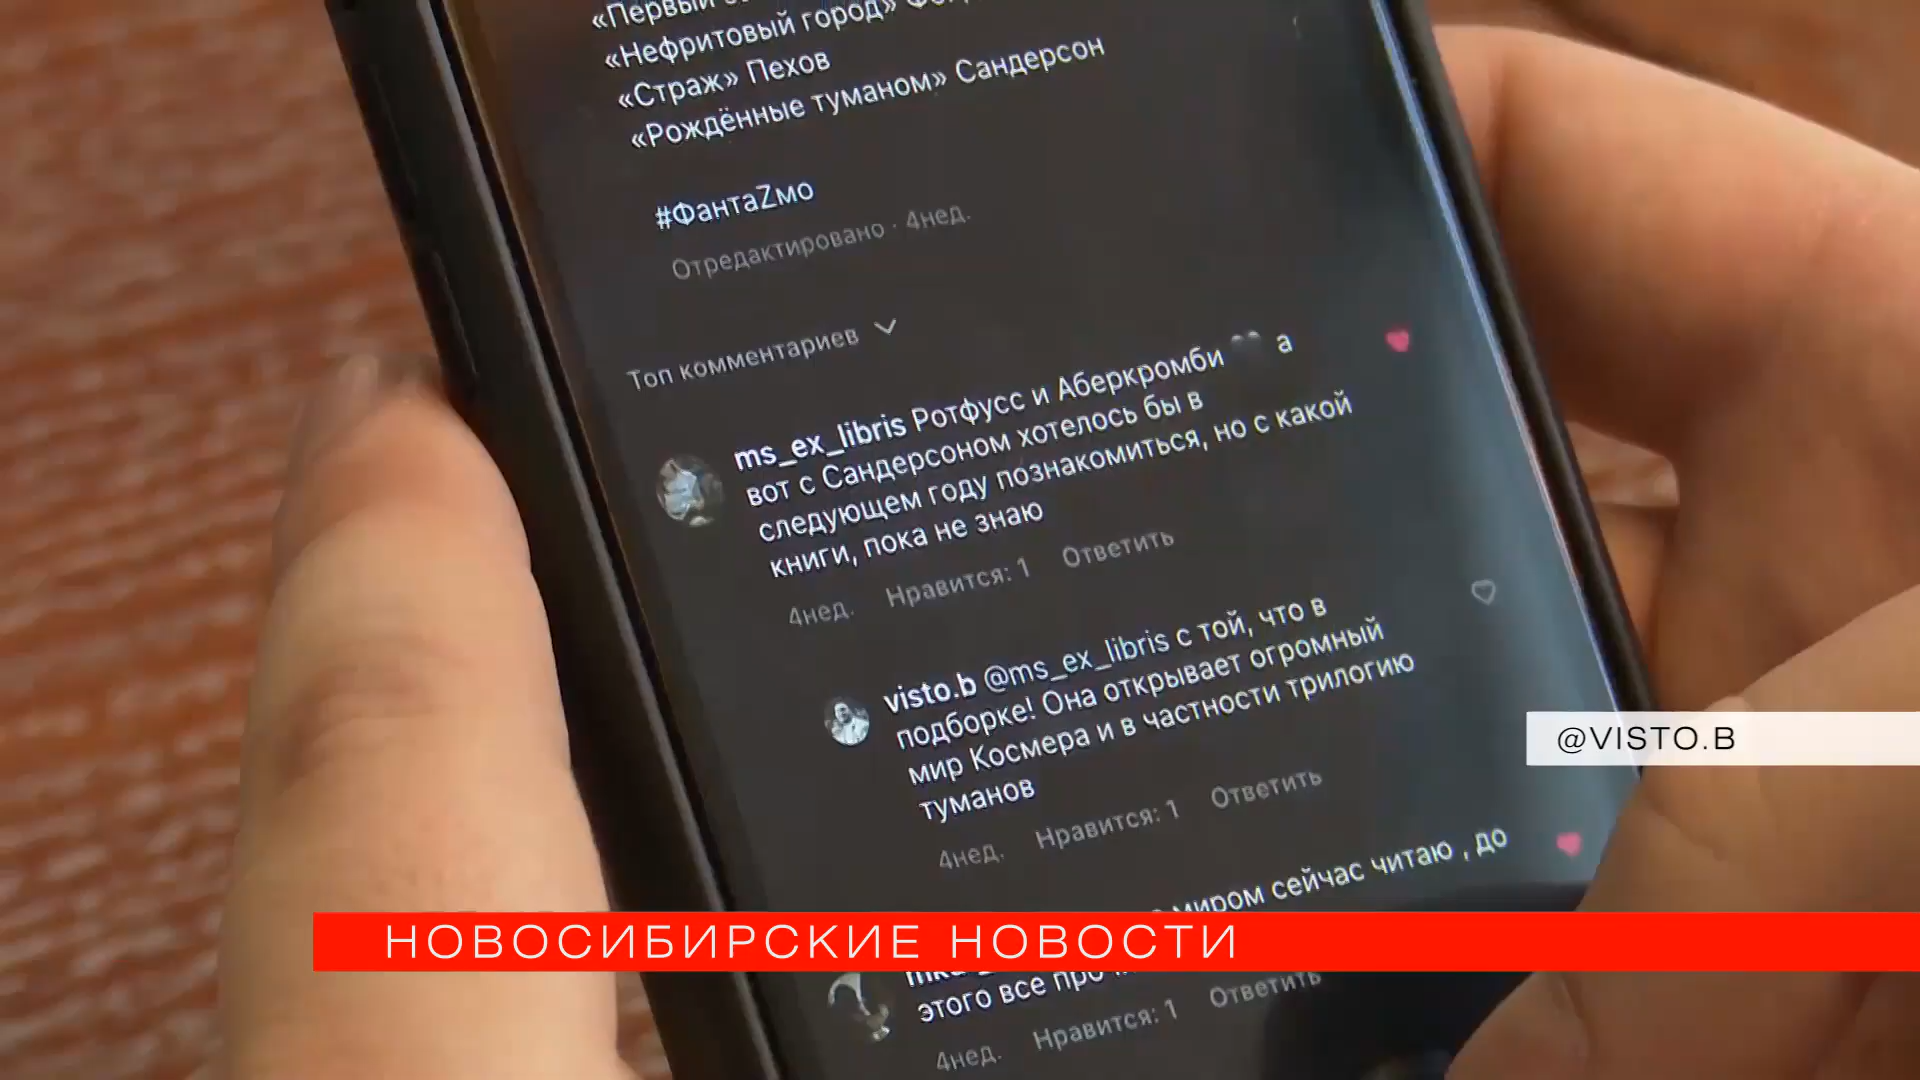 «Первый
«Нефритовый город»
«Страж» Пехов
«Рождённые туманом» Сандерсон
#ФантаZмо
Отредактировано · 4нед.
Топ комментариев
ms_ex_libris Ротфусс и Аберкромби а
вот с Сандерсоном хотелось бы в
следующем году познакомиться, но с какой
книги, пока не знаю
4нед. Нравится: 1 Ответить
visto.b @ms_ex_libris с той, что в
подборке! Она открывает огромный
мир Космера и в частности трилогию
туманов
4нед. Нравится: 1 Ответить
@VISTO.B
миром сейчас читаю , до
НОВОСИБИРСКИЕ НОВОСТИ
этого все
4нед. Нравится: 1 Ответить